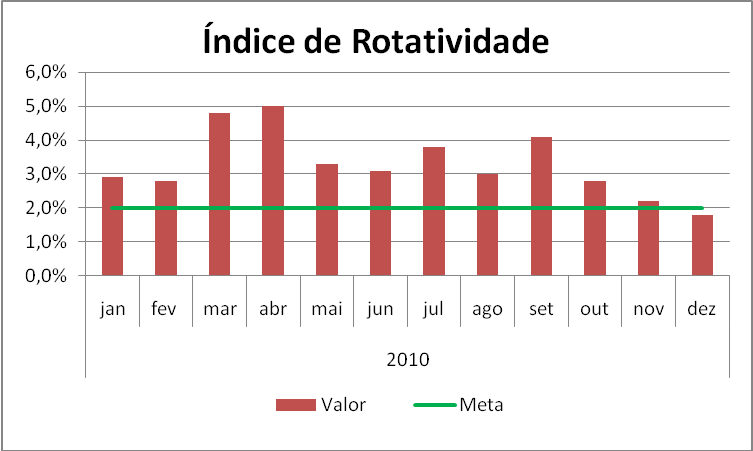 Índice de Rotatividade
6,0%
5,0%
4,0%
3,0%
2,0%
1,0%
0,0%
jan fev mar abr mai jun jul ago set out nov dez
2010
Valor Meta